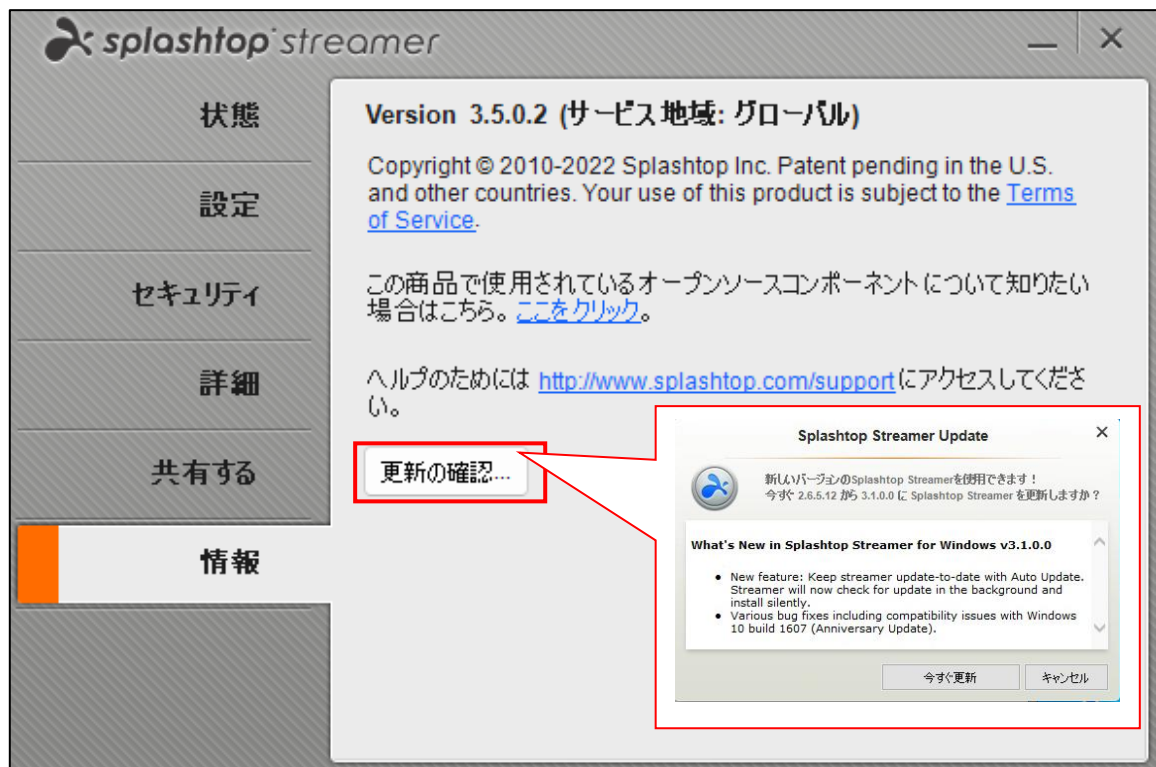 splashtop streamer
状態
設定
セキュリティ
詳細
共有する
情報
Version 3.5.0.2 (サービス地域: グローバル)
Copyright © 2010-2022 Splashtop Inc. Patent pending in the U.S.
and other countries. Your use of this product is subject to the Terms
of Service.
この商品で使用されているオープンソースコンポーネントについて知りたい
場合はこちら。ここをクリック。
ヘルプのためには http://www.splashtop.com/support にアクセスしてくださ
い。
更新の確認...
Splashtop Streamer Update
新しいバージョンのSplashtop Streamerを使用できます！
今すぐ 2.6.5.12 から 3.1.0.0 に Splashtop Streamer を更新しますか？
What's New in Splashtop Streamer for Windows v3.1.0.0
• New feature: Keep streamer update-to-date with Auto Update.
Streamer will now check for update in the background and
install silently.
• Various bug fixes including compatibility issues with Windows
10 build 1607 (Anniversary Update).
今すぐ更新
キャンセル